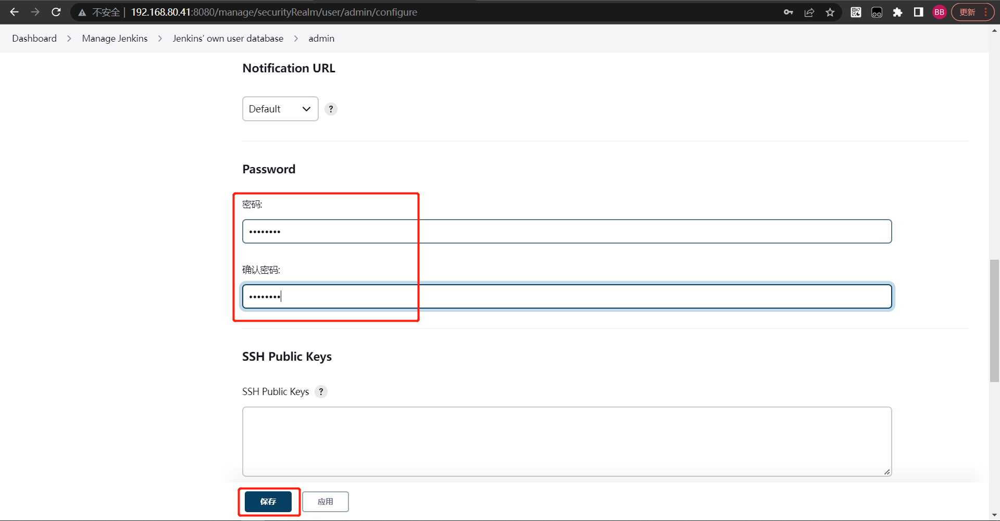 不安全 | 192.168.80.41:8080/manage/securityRealm/user/admin/configure BB 更新
Dashboard > Manage Jenkins > Jenkins’ own user database > admin
Notification URL
Default ?
Password
密码:
••••••••
确认密码:
••••••••
SSH Public Keys
SSH Public Keys ?
保存 应用